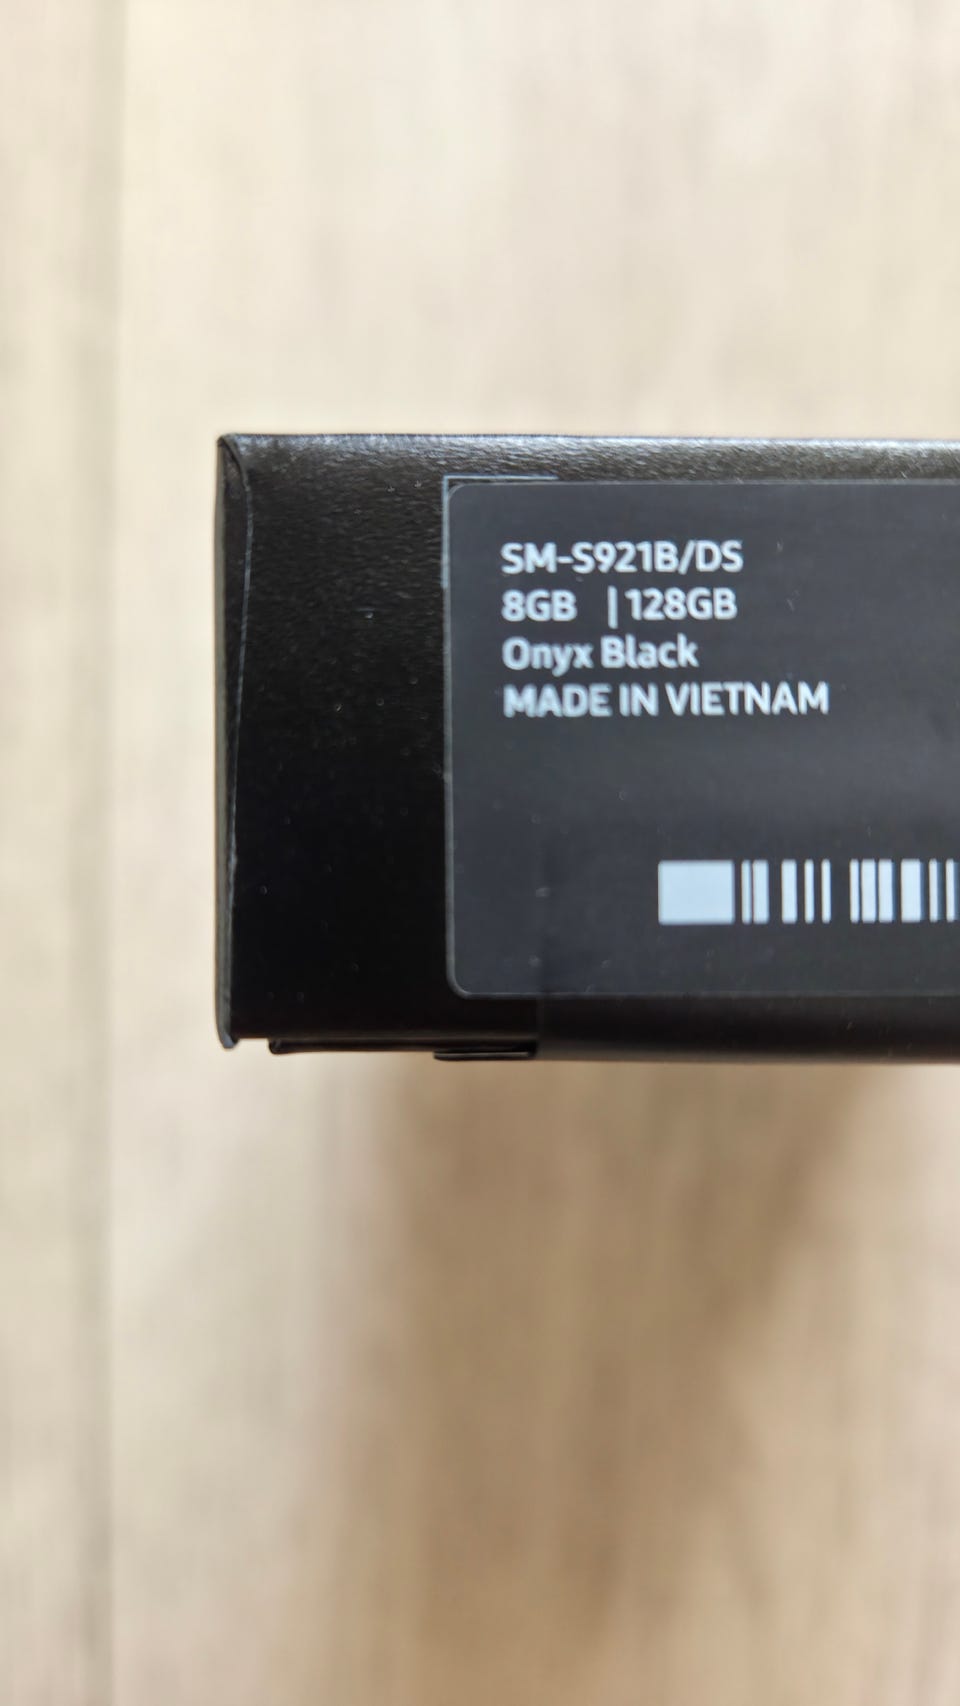 SM-S921B/DS
8GB | 128GB
Onyx Black
MADE IN VIETNAM